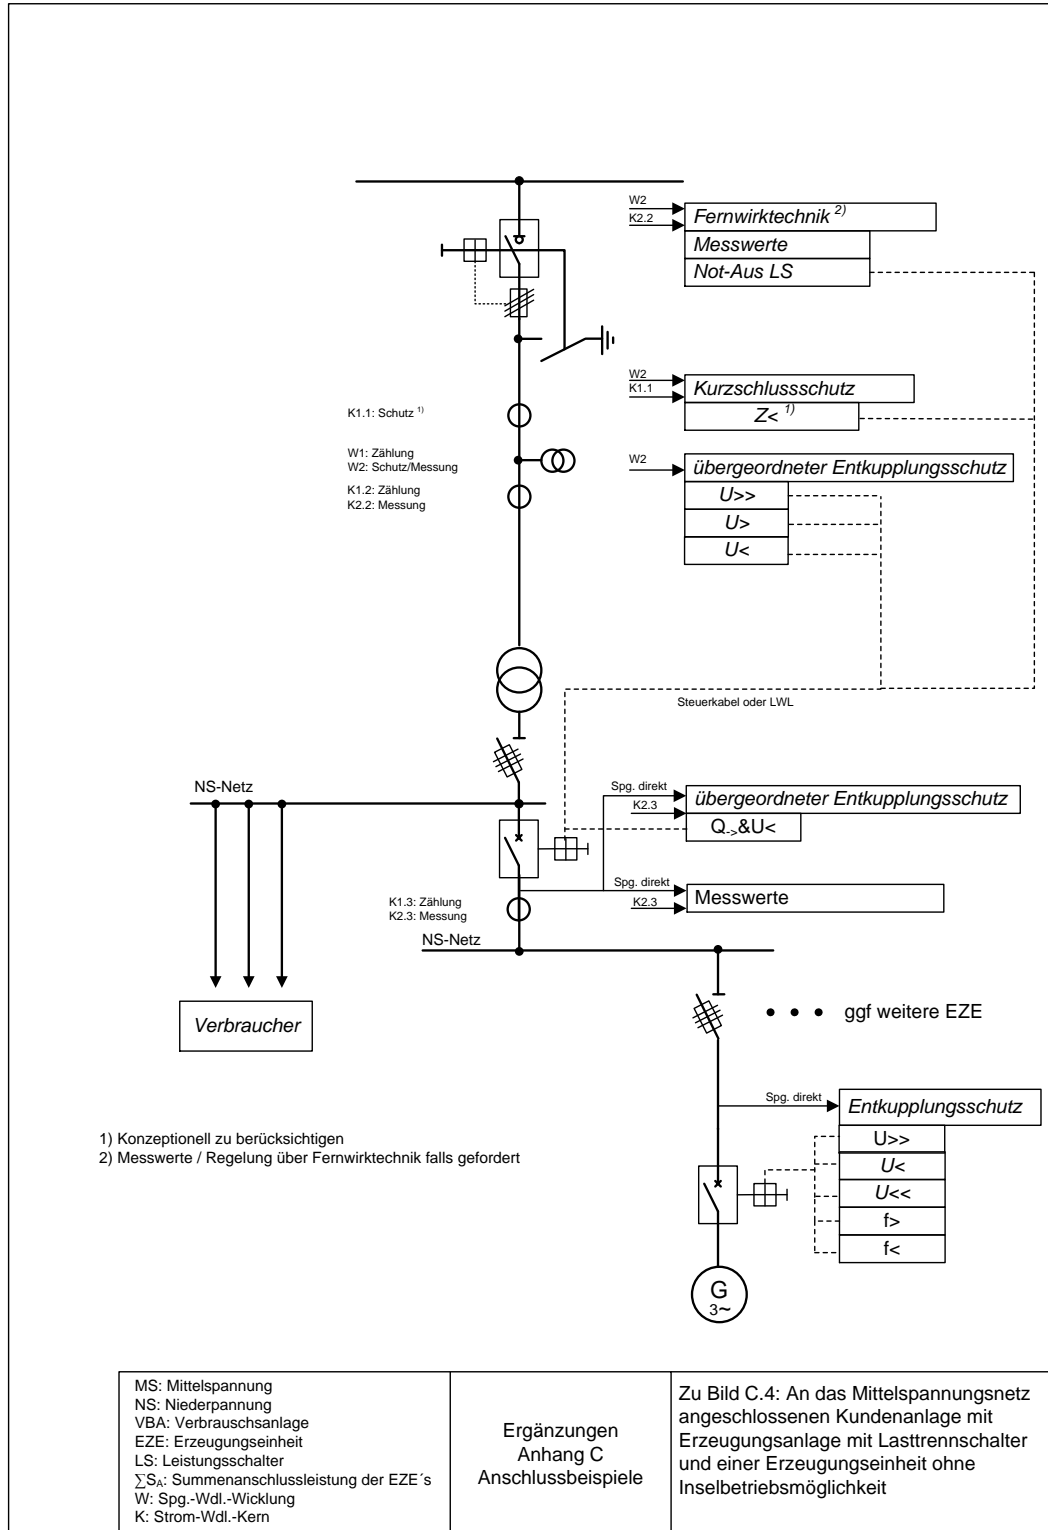 W2
K2.2
Fernwirktechnik 2)
Messwerte
Not-Aus LS
W2
K1.1
Kurzschlussschutz
Z< 1)
K1.1: Schutz 1)
W1: Zählung
W2: Schutz/Messung
K1.2: Zählung
K2.2: Messung
W2
übergeordneter Entkupplungsschutz
U>>
U>
U<
Steuerkabel oder LWL
NS-Netz
Spg. direkt
K2.3
übergeordneter Entkupplungsschutz
Q->&U<
Spg. direkt
K2.3
Messwerte
K1.3: Zählung
K2.3: Messung
NS-Netz
Verbraucher
• • • ggf weitere EZE
Spg. direkt
Entkupplungsschutz
U>>
U<
U<<
f>
f<
G
3~
1) Konzeptionell zu berücksichtigen
2) Messwerte / Regelung über Fernwirktechnik falls gefordert
MS: Mittelspannung
NS: Niederpannung
VBA: Verbrauschsanlage
EZE: Erzeugungseinheit
LS: Leistungsschalter
∑SA: Summenanschlussleistung der EZE´s
W: Spg.-Wdl.-Wicklung
K: Strom-Wdl.-Kern
Ergänzungen
Anhang C
Anschlussbeispiele
Zu Bild C.4: An das Mittelspannungsnetz
angeschlossenen Kundenanlage mit
Erzeugungsanlage mit Lasttrennschalter
und einer Erzeugungseinheit ohne
Inselbetriebsmöglichkeit